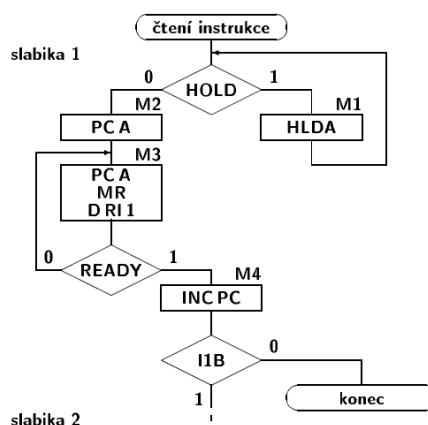 čtení instrukce
slabika 1
0
1
HOLD
M2
M1
PC A
HLDA
M3
PC A
MR
D RI 1
0
1
READY
M4
INC PC
0
I1B
1
konec
slabika 2